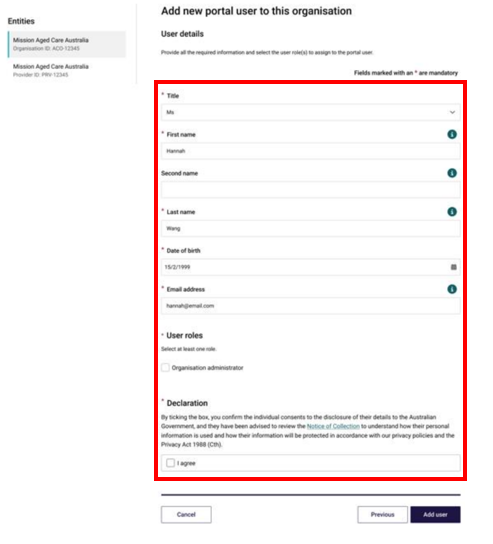 Entities
Mission Aged Care Australia
Organisation ID: ACO-12345
Mission Aged Care Australia
Provider ID: PRV-12345
Add new portal user to this organisation
User details
Provide all the required information and select the user role(s) to assign to the portal user.
Fields marked with an * are mandatory
* Title
Ms
* First name
Hannah
Second name
* Last name
Wang
* Date of birth
15/2/1999
* Email address
hannah@email.com
* User roles
Select at least one role.
Organisation administrator
* Declaration
By ticking the box, you confirm the individual consents to the disclosure of their details to the Australian
Government, and they have been advised to review the Notice of Collection to understand how their personal
information is used and how their information will be protected in accordance with our privacy policies and the
Privacy Act 1988 (Cth).
I agree
Cancel
Previous
Add user